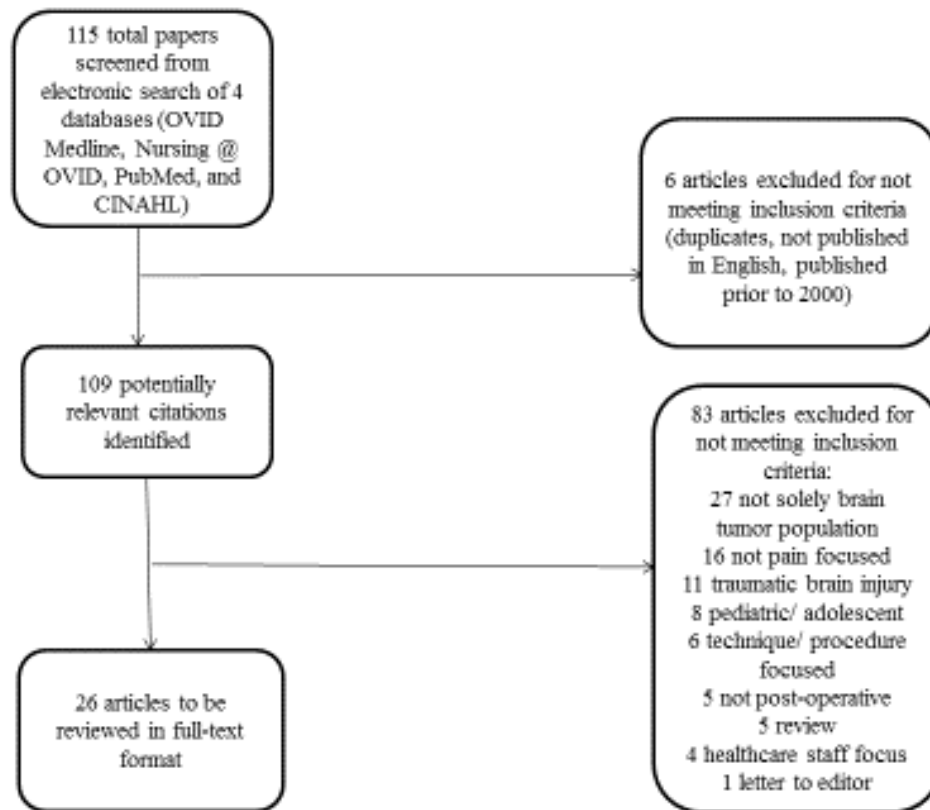 115 total papers
screened from
electronic search of 4
databases (OVID
Medline, Nursing @
OVID, PubMed, and
CINAHL)
6 articles excluded for not
meeting inclusion criteria
(duplicates, not published
in English, published
prior to 2000)
109 potentially
relevant citations
identified
83 articles excluded for
not meeting inclusion
criteria:
27 not solely brain
tumor population
16 not pain focused
11 traumatic brain injury
8 pediatric/ adolescent
6 technique/ procedure
focused
5 not post-operative
5 review
4 healthcare staff focus
1 letter to editor
26 articles to be
reviewed in full-text
format